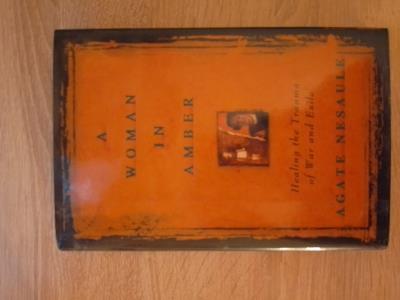 A
WOMAN
IN
AMBER
Healing the Trauma
of War and Exile
AGATE NESAULE